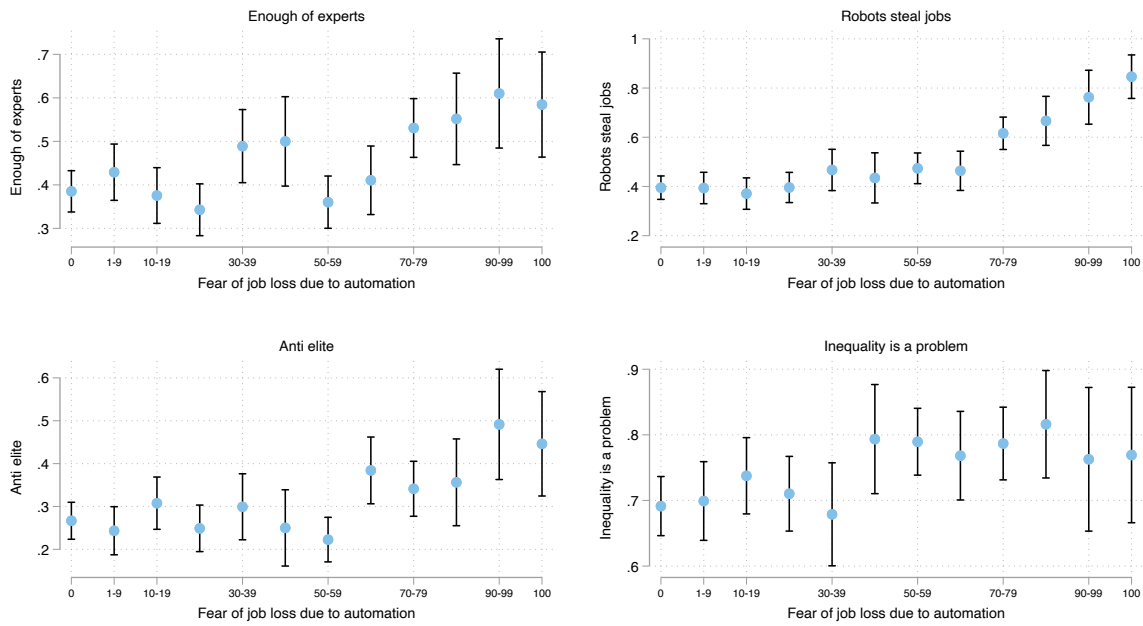 Enough of experts
Enough of experts
.7
.6
.5
.4
.3
0 1-9 10-19 30-39 50-59 70-79 90-99 100
Fear of job loss due to automation
Robots steal jobs
Robots steal jobs
1
.8
.6
.4
.2
0 1-9 10-19 30-39 50-59 70-79 90-99 100
Fear of job loss due to automation
Anti elite
Anti elite
.6
.5
.4
.3
.2
0 1-9 10-19 30-39 50-59 70-79 90-99 100
Fear of job loss due to automation
Inequality is a problem
Inequality is a problem
.9
.8
.7
.6
0 1-9 10-19 30-39 50-59 70-79 90-99 100
Fear of job loss due to automation